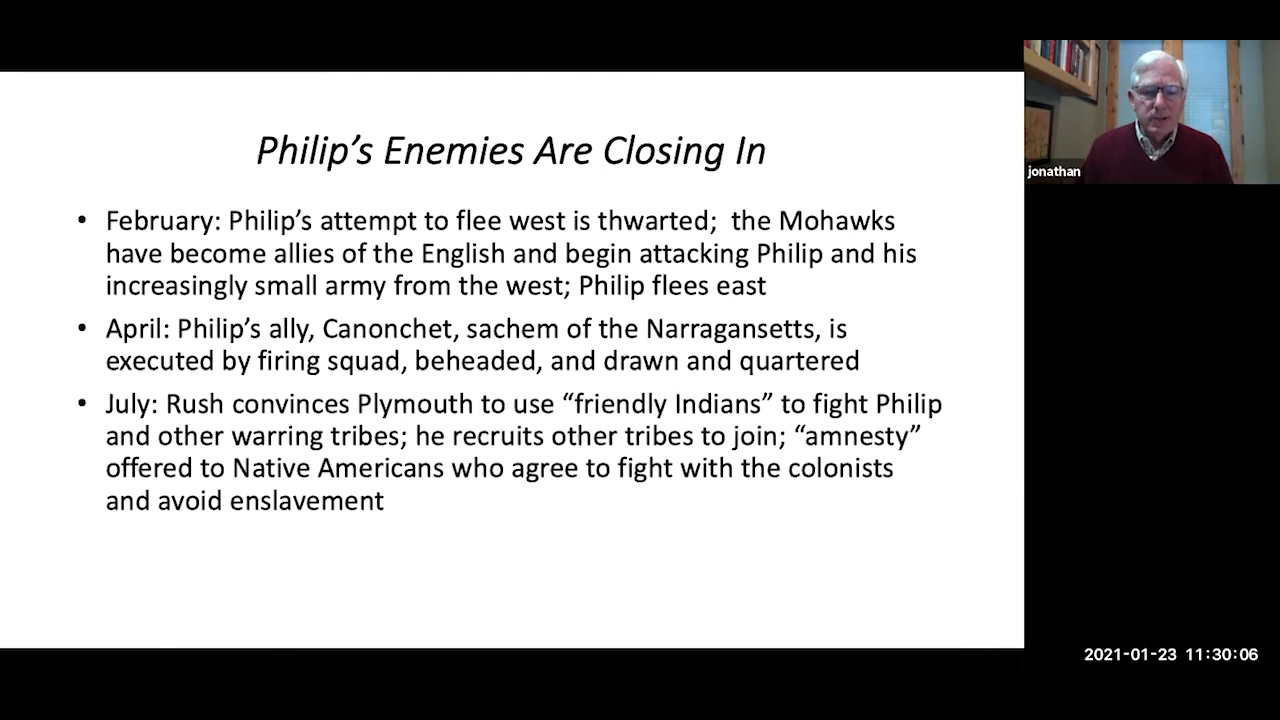 Philip’s Enemies Are Closing In
• February: Philip’s attempt to flee west is thwarted;  the Mohawks
have become allies of the English and begin attacking Philip and his
increasingly small army from the west; Philip flees east
• April: Philip’s ally, Canonchet, sachem of the Narragansetts, is
executed by firing squad, beheaded, and drawn and quartered
• July: Rush convinces Plymouth to use “friendly Indians” to fight Philip
and other warring tribes; he recruits other tribes to join; “amnesty”
offered to Native Americans who agree to fight with the colonists
and avoid enslavement
jonathan
2021-01-23 11:30:06